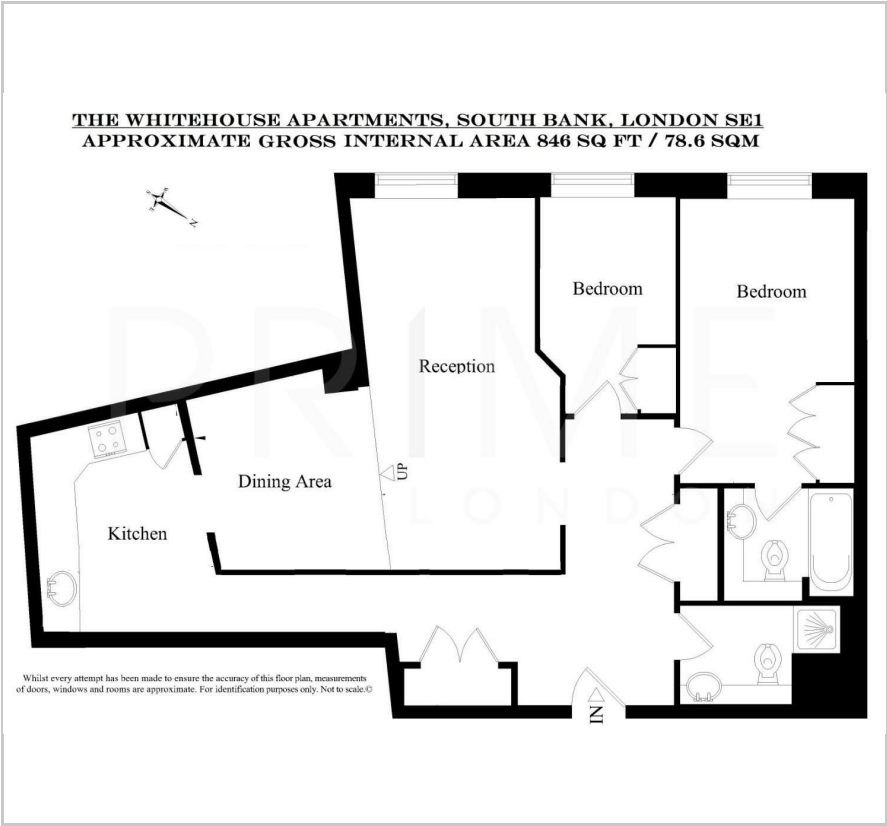 THE WHITEHOUSE APARTMENTS, SOUTH BANK, LONDON SE1
APPROXIMATE GROSS INTERNAL AREA 846 SQ FT / 78.6 SQM
N
Bedroom
Bedroom
Reception
PRIME
LONDON
UP
Dining Area
Kitchen
IN
Whilst every attempt has been made to ensure the accuracy of this floor plan, measurements
of doors, windows and rooms are approximate. For identification purposes only. Not to scale.©